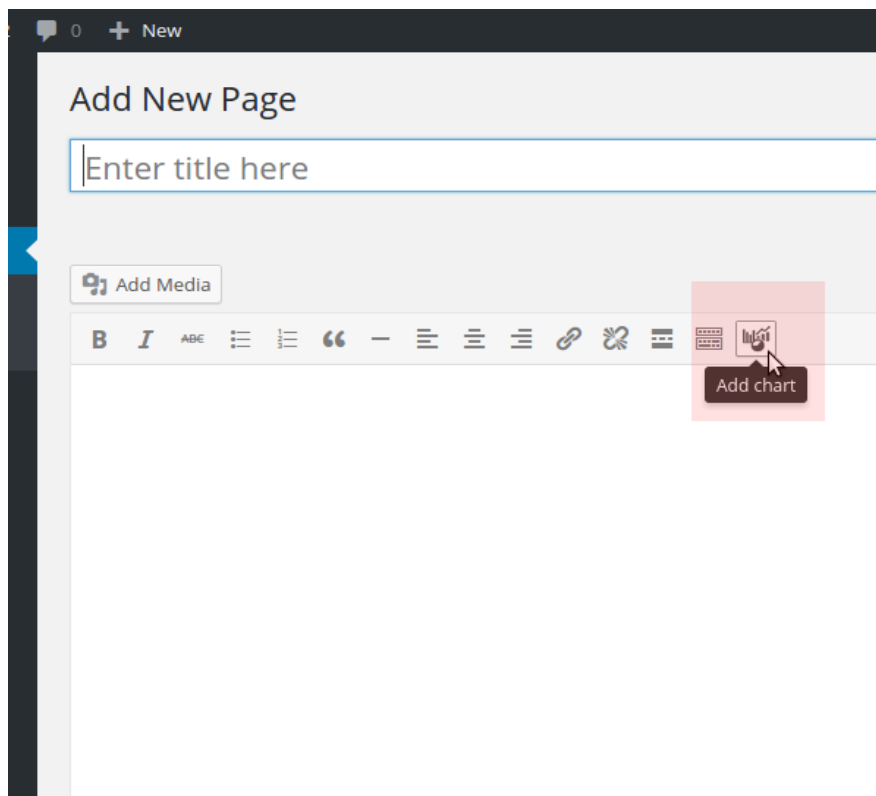 0 New
Add New Page
Enter title here
Add Media
B I ABC
Add chart